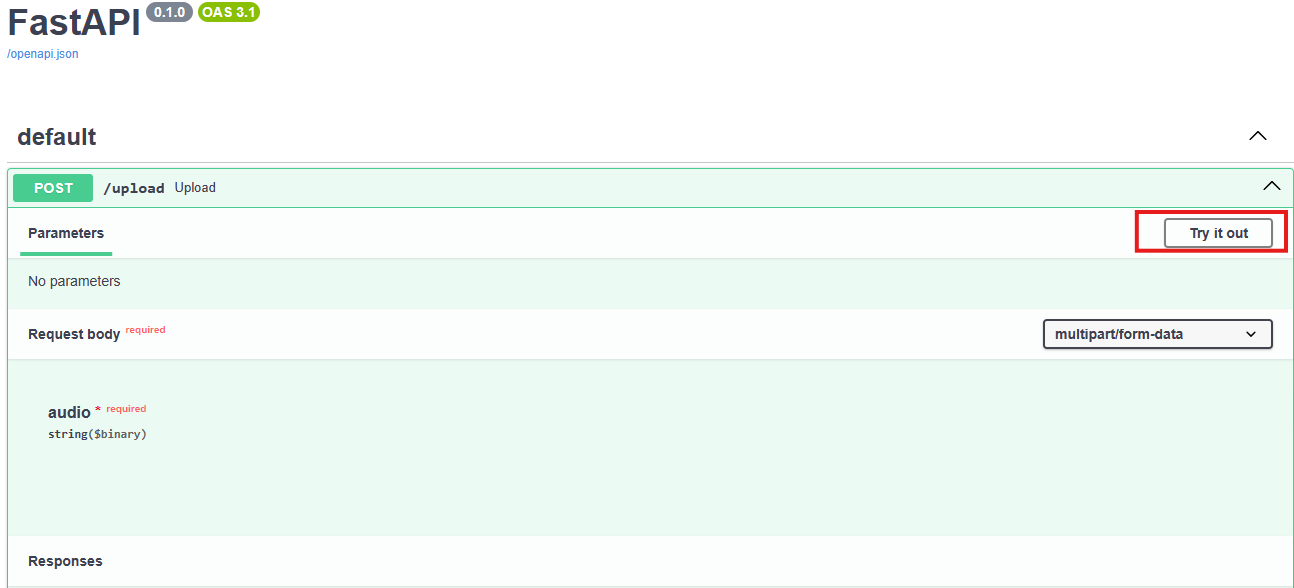 FastAPI 0.1.0 OAS 3.1
/openapi.json
default
POST /upload Upload
Parameters
Try it out
No parameters
Request body required
multipart/form-data
audio * required
string($binary)
Responses